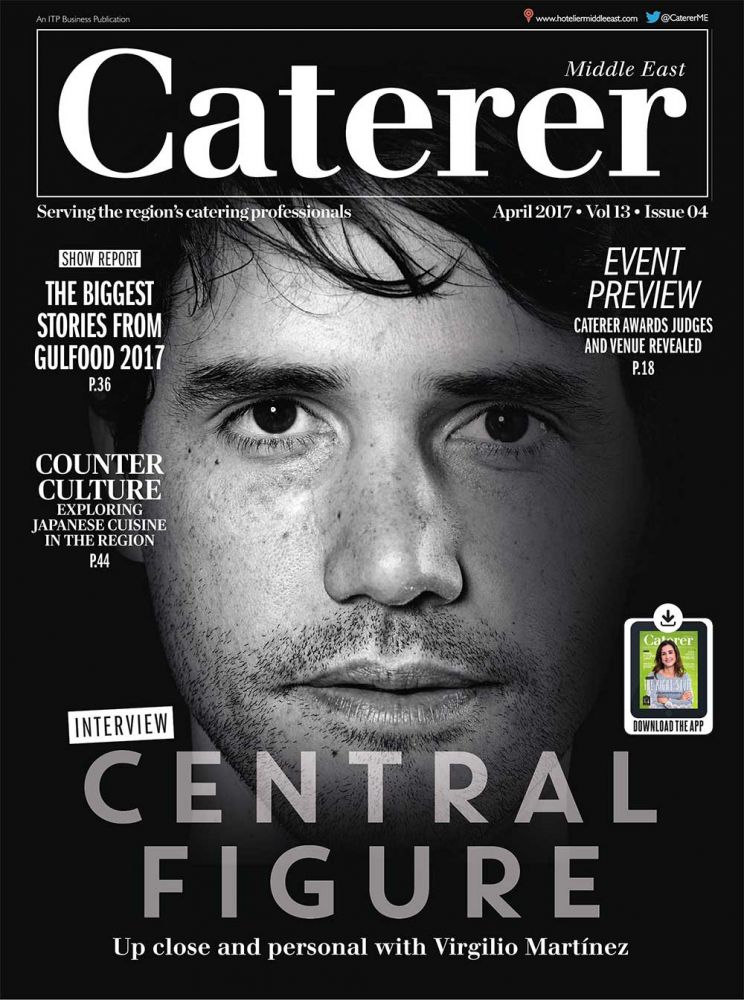 An ITP Business Publication
www.hoteliermiddleeast.com @CatererME
Middle East
Caterer
Serving the region's catering professionals
April 2017 • Vol 13 • Issue 04
SHOW REPORT
THE BIGGEST
STORIES FROM
GULFOOD 2017
P.36
EVENT
PREVIEW
CATERER AWARDS JUDGES
AND VENUE REVEALED
P.18
COUNTER
CULTURE
EXPLORING
JAPANESE CUISINE
IN THE REGION
P.44
Caterer
DOWNLOAD THE APP
INTERVIEW
CENTRAL
FIGURE
Up close and personal with Virgilio Martínez